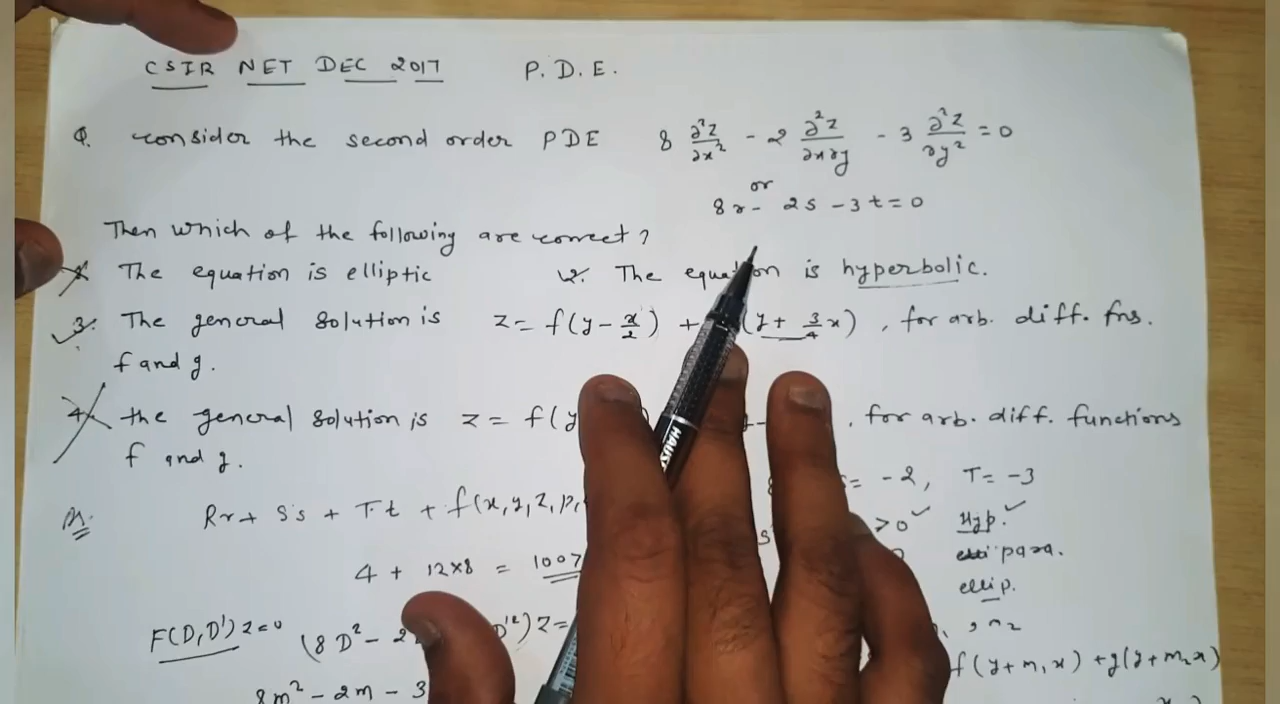 CSIR NET DEC 2017 P.D.E.
Q. consider the second order PDE 8 ∂²z/∂x² - 2 ∂²z/∂x∂y - 3 ∂²z/∂y² = 0
or
8r - 2s - 3t = 0
Then which of the following are correct?
The equation is elliptic 2. The equation is hyperbolic.
3. The general solution is z = f(y - x/2) + (y + 3/4 x), for arb. diff. fns.
f and g.
4. the general solution is z = f(y . for arb. diff. functions
f and g.
Rr + Ss + Tt + f(x, y, z, p, = -2, T = -3
>0 Hyp.
4 + 12×8 = 100 > para.
ellip.
F(D, D')z = 0 (8D² - 2 D'²)z = , m2
8m² - 2m - 3 f(y + m1x) + g(y + m2x)
HAUS